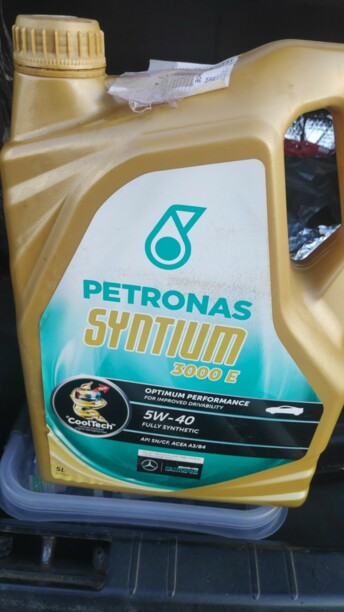 PETRONAS
SYNTIUM
3000 E
OPTIMUM PERFORMANCE
FOR IMPROVED DRIVABILITY
5W-40
FULLY SYNTHETIC
API SN/CF, ACEA A3/B4
CoolTech
5L